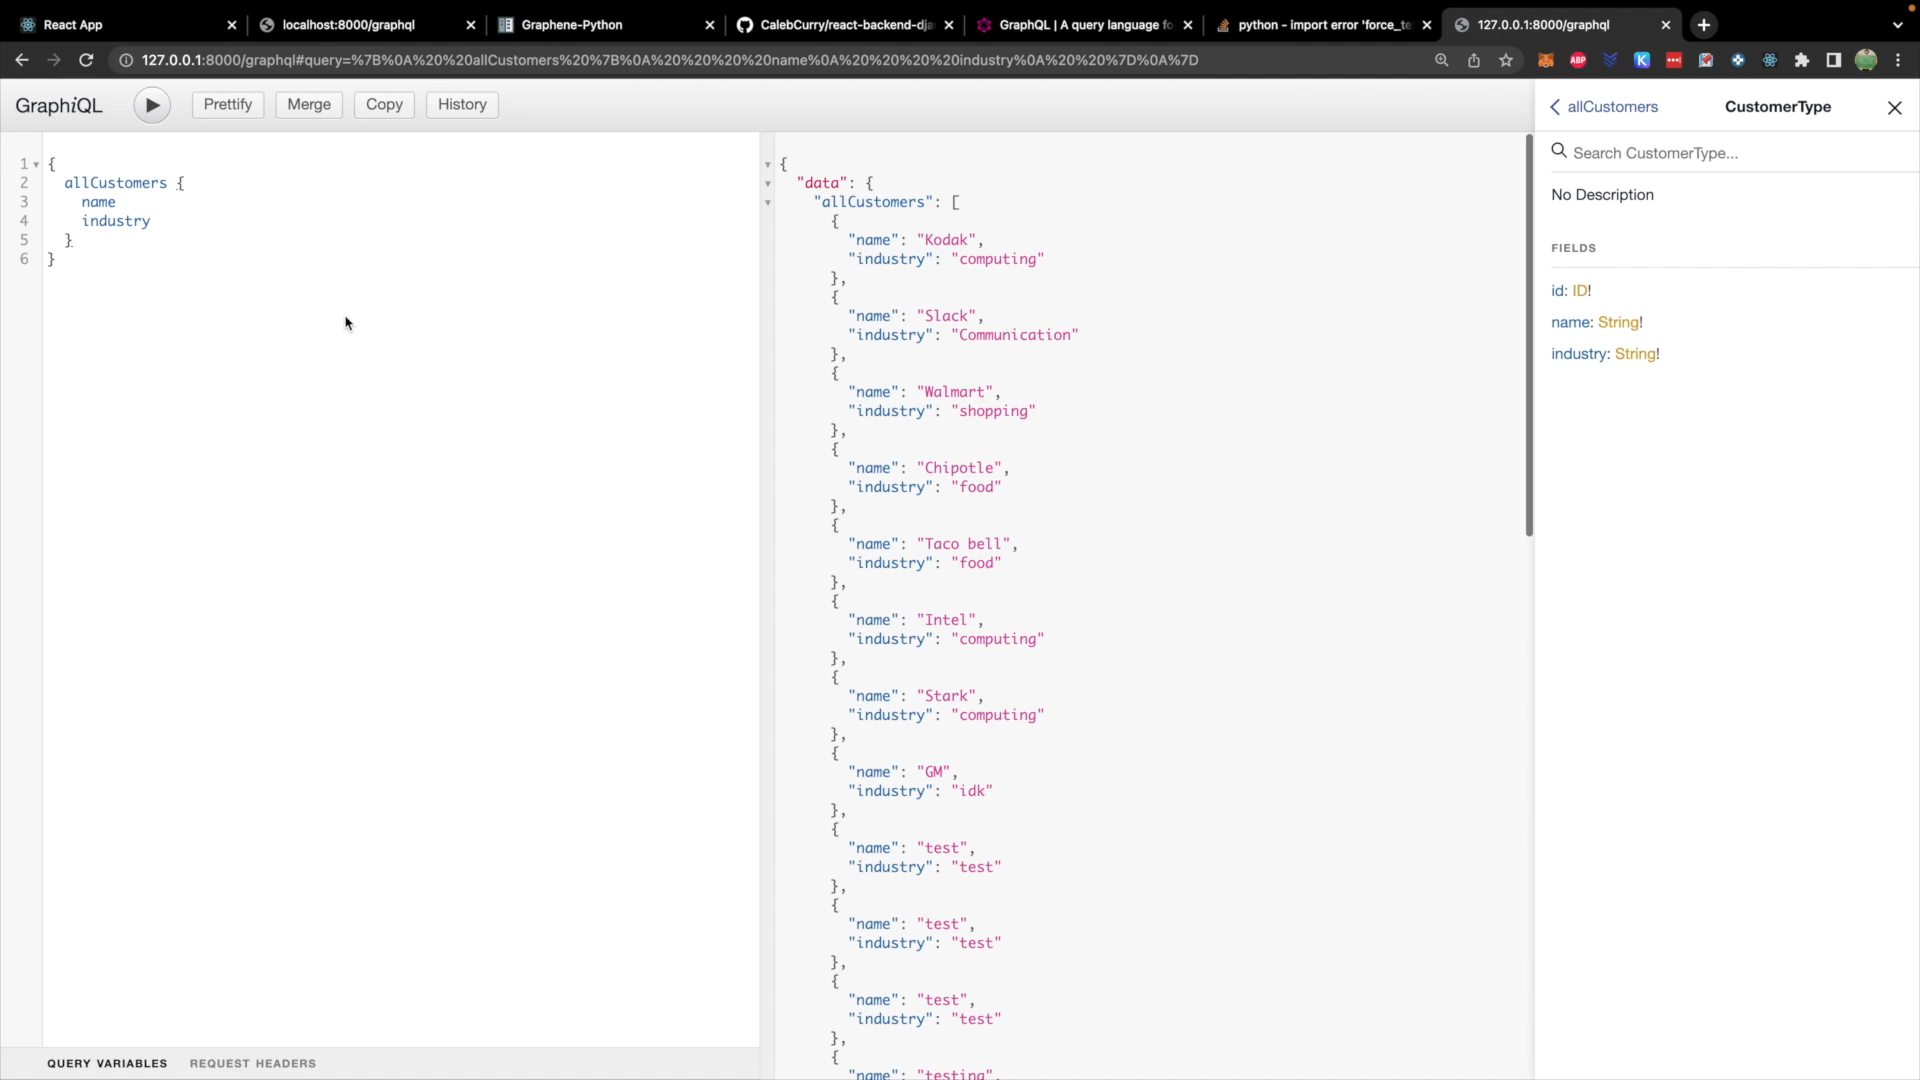 React App
localhost:8000/graphql
Graphene-Python
CalebCurry/react-backend-dja
GraphQL | A query language fo
python - import error 'force_te
127.0.0.1:8000/graphql
127.0.0.1:8000/graphql#query=%7B%0A%20%20allCustomers%20%7B%0A%20%20%20%20name%0A%20%20%20%20industry%0A%20%20%7D%0A%7D
ABP
K
GraphiQL
Prettify
Merge
Copy
History
1 {
2 allCustomers {
3 name
4 industry
5 }
6 }
{
"data": {
"allCustomers": [
{
"name": "Kodak",
"industry": "computing"
},
{
"name": "Slack",
"industry": "Communication"
},
{
"name": "Walmart",
"industry": "shopping"
},
{
"name": "Chipotle",
"industry": "food"
},
{
"name": "Taco bell",
"industry": "food"
},
{
"name": "Intel",
"industry": "computing"
},
{
"name": "Stark",
"industry": "computing"
},
{
"name": "GM",
"industry": "idk"
},
{
"name": "test",
"industry": "test"
},
{
"name": "test",
"industry": "test"
},
{
"name": "test",
"industry": "test"
},
{
"name": "testing",
allCustomers
CustomerType
Search CustomerType...
No Description
FIELDS
id: ID!
name: String!
industry: String!
QUERY VARIABLES
REQUEST HEADERS